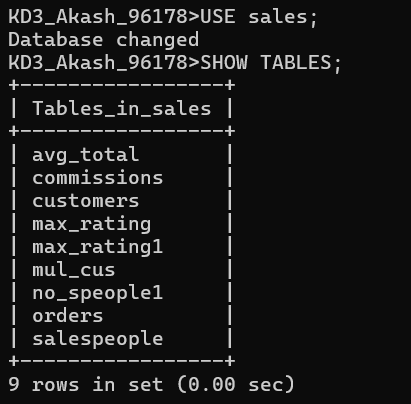 KD3_Akash_96178>USE sales;
Database changed
KD3_Akash_96178>SHOW TABLES;
+-----------------+
| Tables_in_sales |
+-----------------+
| avg_total       |
| commissions     |
| customers       |
| max_rating      |
| max_rating1     |
| mul_cus         |
| no_speople1     |
| orders          |
| salespeople     |
+-----------------+
9 rows in set (0.00 sec)